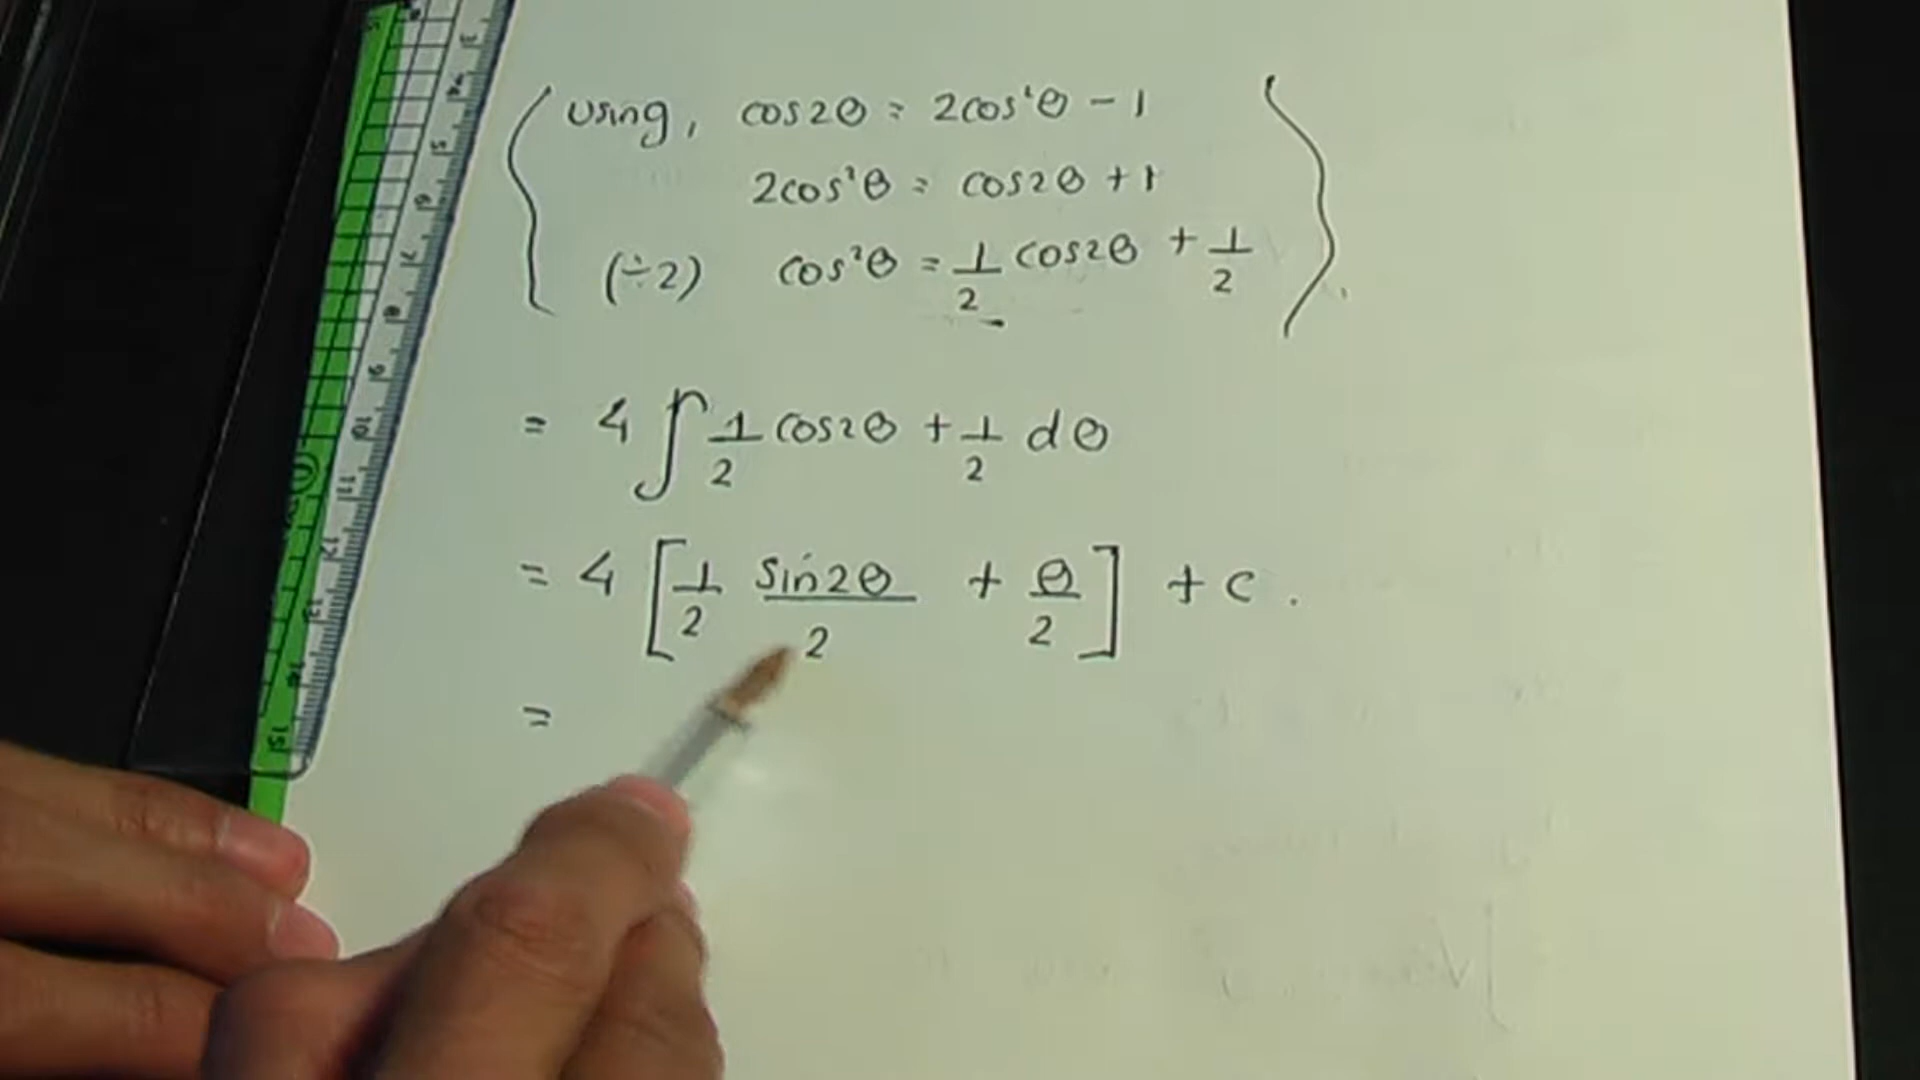 Using, cos2θ = 2cos²θ - 1
2cos²θ = cos2θ + 1
(÷2) cos²θ = 1/2 cos2θ + 1/2
= 4∫ 1/2 cos2θ + 1/2 dθ
= 4 [1/2 sin2θ/2 + θ/2] + c.
=